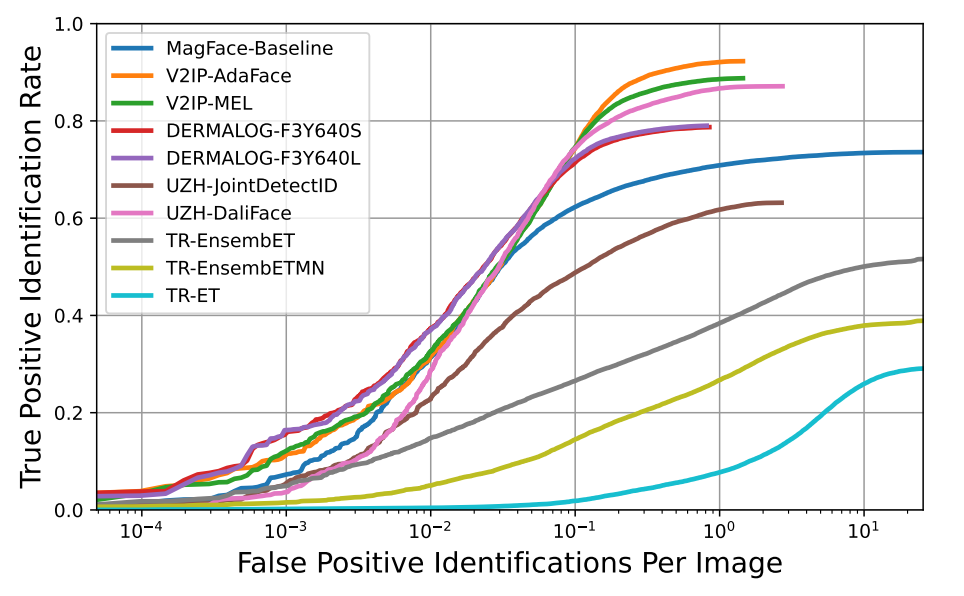 True Positive Identification Rate
1.0
0.8
0.6
0.4
0.2
0.0
MagFace-Baseline
V2IP-AdaFace
V2IP-MEL
DERMALOG-F3Y640S
DERMALOG-F3Y640L
UZH-JointDetectID
UZH-DaliFace
TR-EnsembET
TR-EnsembETMN
TR-ET
10⁻⁴ 10⁻³ 10⁻² 10⁻¹ 10⁰ 10¹
False Positive Identifications Per Image